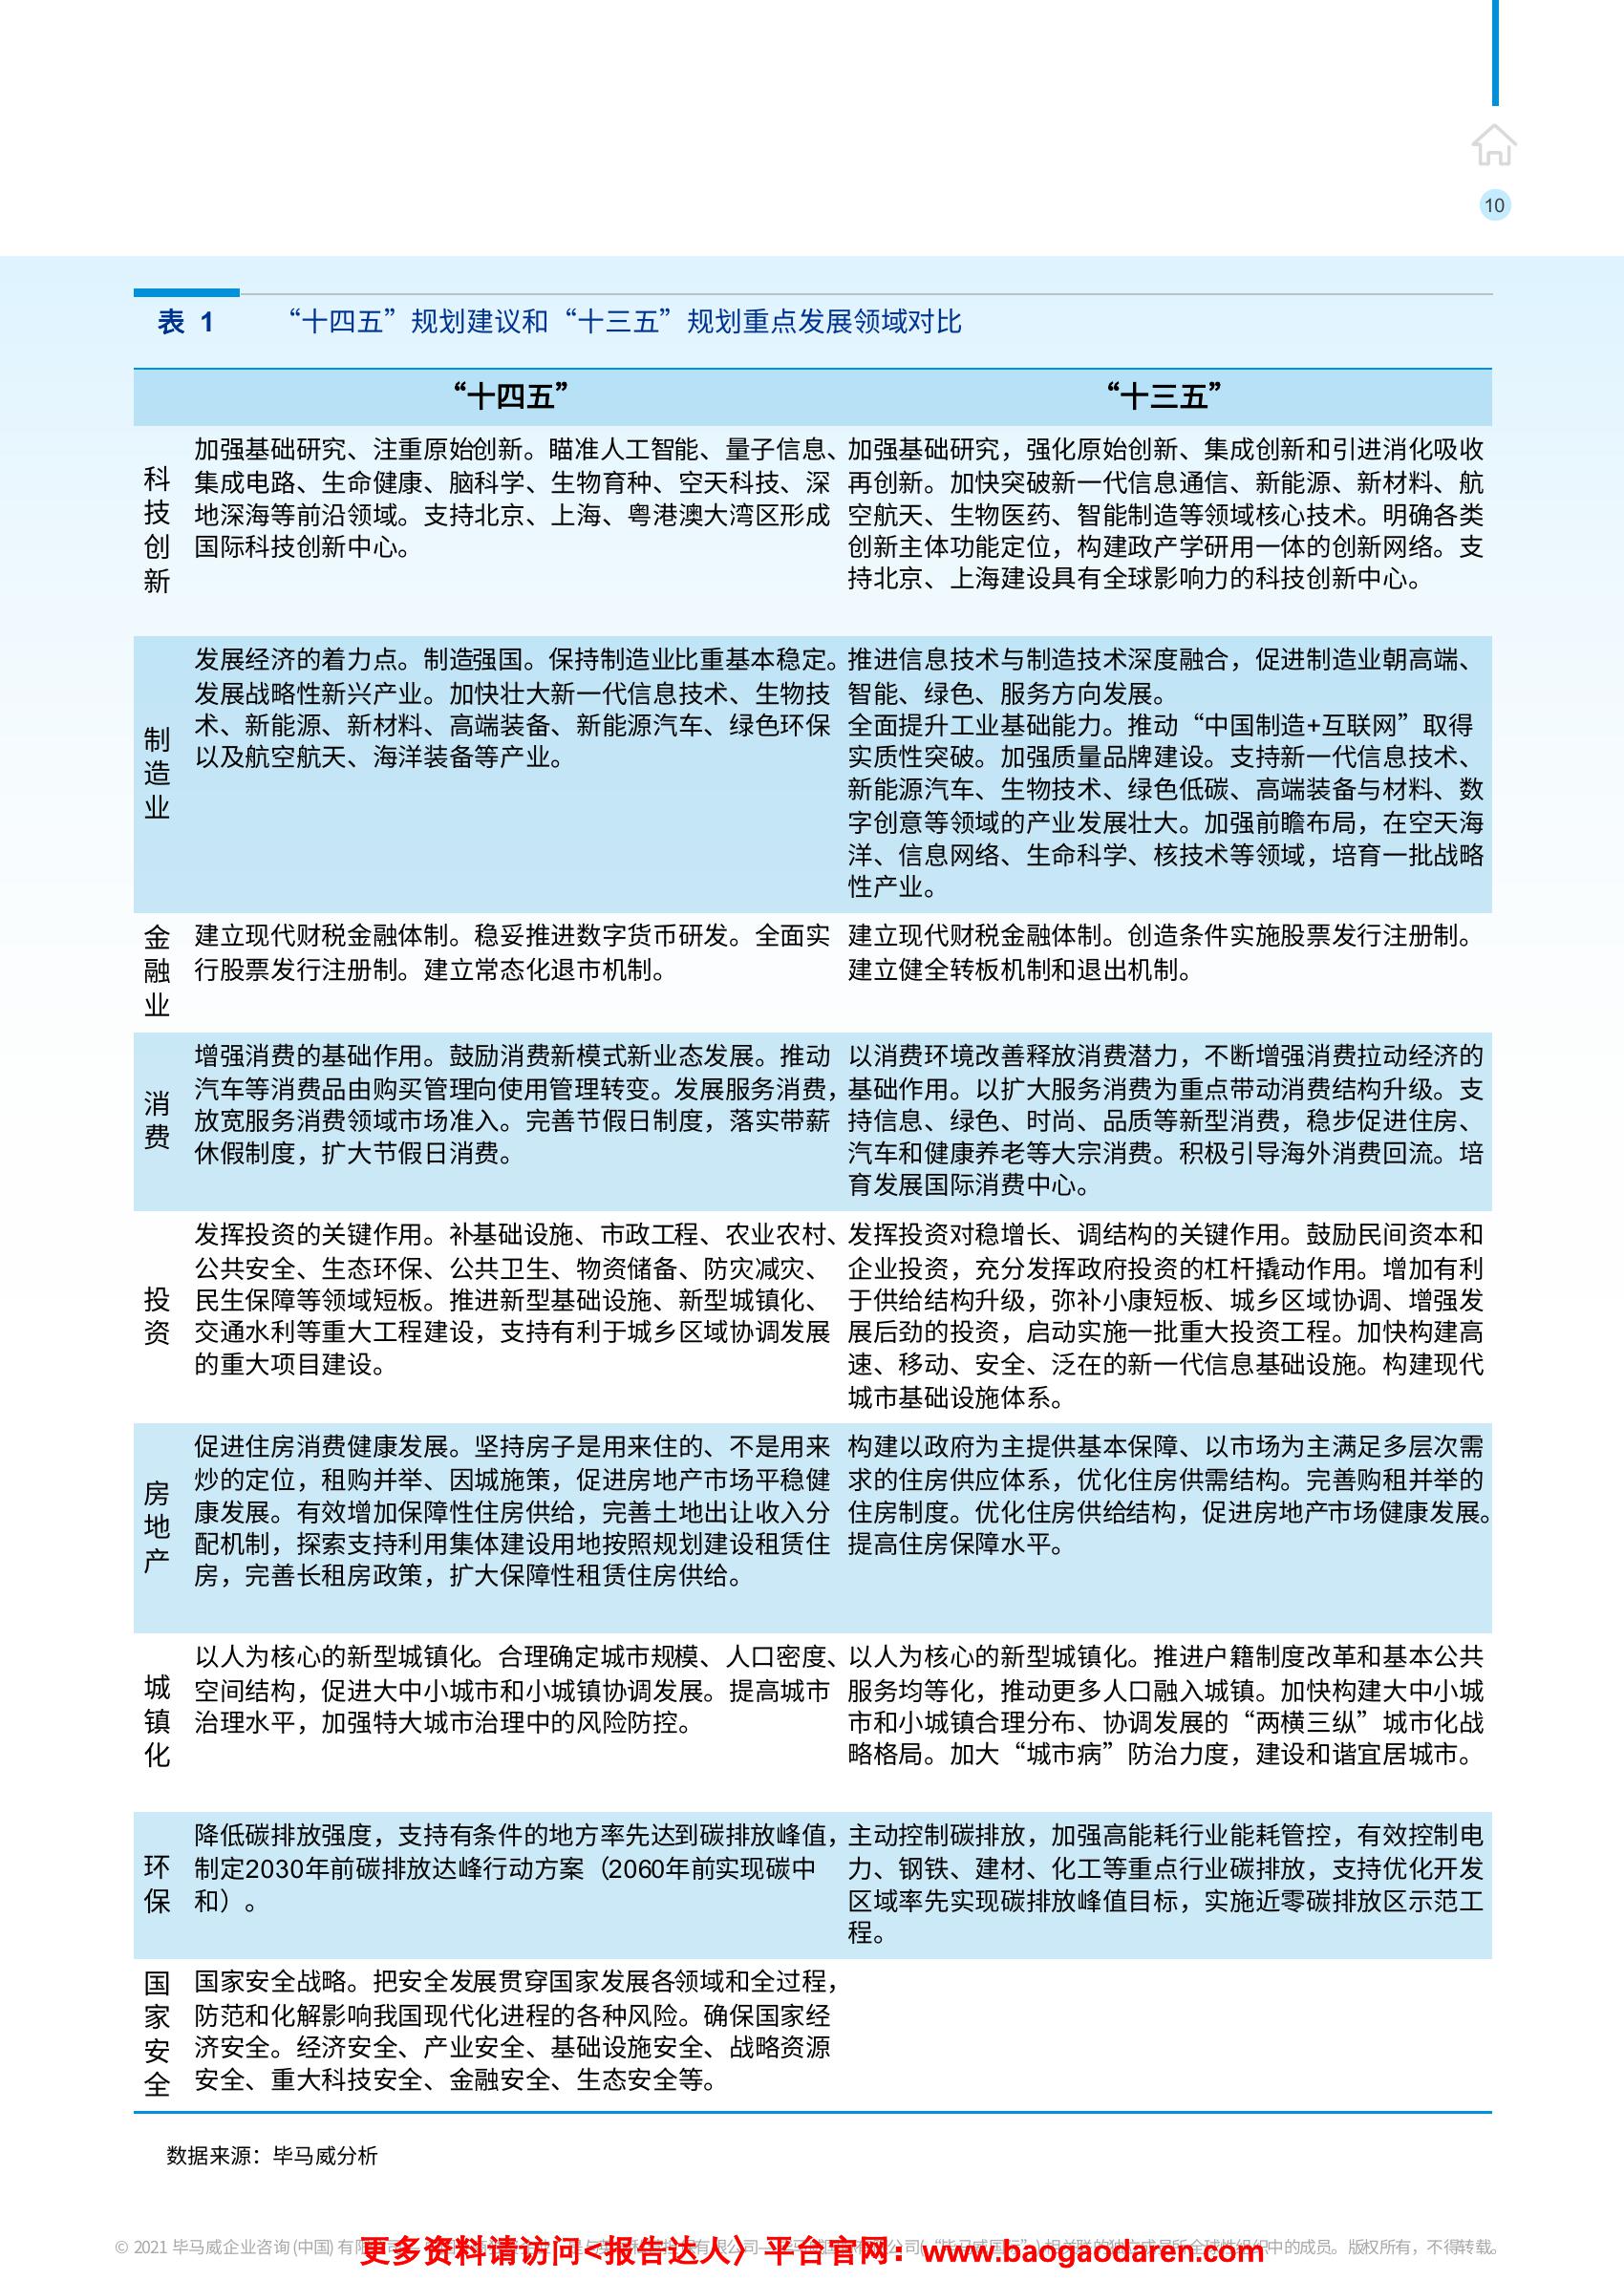 10
表 1 “十四五”规划建议和“十三五”规划重点发展领域对比
“十四五” “十三五”
科技创新
加强基础研究、注重原始创新。瞄准人工智能、量子信息、
集成电路、生命健康、脑科学、生物育种、空天科技、深
地深海等前沿领域。支持北京、上海、粤港澳大湾区形成
国际科技创新中心。
加强基础研究，强化原始创新、集成创新和引进消化吸收
再创新。加快突破新一代信息通信、新能源、新材料、航
空航天、生物医药、智能制造等领域核心技术。明确各类
创新主体功能定位，构建政产学研用一体的创新网络。支
持北京、上海建设具有全球影响力的科技创新中心。
制造业
发展经济的着力点。制造强国。保持制造业比重基本稳定。
发展战略性新兴产业。加快壮大新一代信息技术、生物技
术、新能源、新材料、高端装备、新能源汽车、绿色环保
以及航空航天、海洋装备等产业。
推进信息技术与制造技术深度融合，促进制造业朝高端、
智能、绿色、服务方向发展。
全面提升工业基础能力。推动“中国制造+互联网”取得
实质性突破。加强质量品牌建设。支持新一代信息技术、
新能源汽车、生物技术、绿色低碳、高端装备与材料、数
字创意等领域的产业发展壮大。加强前瞻布局，在空天海
洋、信息网络、生命科学、核技术等领域，培育一批战略
性产业。
金融业
建立现代财税金融体制。稳妥推进数字货币研发。全面实
行股票发行注册制。建立常态化退市机制。
建立现代财税金融体制。创造条件实施股票发行注册制。
建立健全转板机制和退出机制。
消费
增强消费的基础作用。鼓励消费新模式新业态发展。推动
汽车等消费品由购买管理向使用管理转变。发展服务消费，
放宽服务消费领域市场准入。完善节假日制度，落实带薪
休假制度，扩大节假日消费。
以消费环境改善释放消费潜力，不断增强消费拉动经济的
基础作用。以扩大服务消费为重点带动消费结构升级。支
持信息、绿色、时尚、品质等新型消费，稳步促进住房、
汽车和健康养老等大宗消费。积极引导海外消费回流。培
育发展国际消费中心。
投资
发挥投资的关键作用。补基础设施、市政工程、农业农村、
公共安全、生态环保、公共卫生、物资储备、防灾减灾、
民生保障等领域短板。推进新型基础设施、新型城镇化、
交通水利等重大工程建设，支持有利于城乡区域协调发展
的重大项目建设。
发挥投资对稳增长、调结构的关键作用。鼓励民间资本和
企业投资，充分发挥政府投资的杠杆撬动作用。增加有利
于供给结构升级，弥补小康短板、城乡区域协调、增强发
展后劲的投资，启动实施一批重大投资工程。加快构建高
速、移动、安全、泛在的新一代信息基础设施。构建现代
城市基础设施体系。
房地产
促进住房消费健康发展。坚持房子是用来住的、不是用来
炒的定位，租购并举、因城施策，促进房地产市场平稳健
康发展。有效增加保障性住房供给，完善土地出让收入分
配机制，探索支持利用集体建设用地按照规划建设租赁住
房，完善长租房政策，扩大保障性租赁住房供给。
构建以政府为主提供基本保障、以市场为主满足多层次需
求的住房供应体系，优化住房供需结构。完善购租并举的
住房制度。优化住房供给结构，促进房地产市场健康发展。
提高住房保障水平。
城镇化
以人为核心的新型城镇化。合理确定城市规模、人口密度、
空间结构，促进大中小城市和小城镇协调发展。提高城市
治理水平，加强特大城市治理中的风险防控。
以人为核心的新型城镇化。推进户籍制度改革和基本公共
服务均等化，推动更多人口融入城镇。加快构建大中小城
市和小城镇合理分布、协调发展的“两横三纵”城市化战
略格局。加大“城市病”防治力度，建设和谐宜居城市。
环保
降低碳排放强度，支持有条件的地方率先达到碳排放峰值，
制定2030年前碳排放达峰行动方案（2060年前实现碳中
和）。
主动控制碳排放，加强高能耗行业能耗管控，有效控制电
力、钢铁、建材、化工等重点行业碳排放，支持优化开发
区域率先实现碳排放峰值目标，实施近零碳排放区示范工
程。
国家安全
国家安全战略。把安全发展贯穿国家发展各领域和全过程，
防范和化解影响我国现代化进程的各种风险。确保国家经
济安全。经济安全、产业安全、基础设施安全、战略资源
安全、重大科技安全、金融安全、生态安全等。
数据来源：毕马威分析
© 2021 毕马威企业咨询 (中国) 有限 中的成员。版权所有，不得转载。
更多资料请访问<报告达人〉平台官网：www.baogaodaren.com